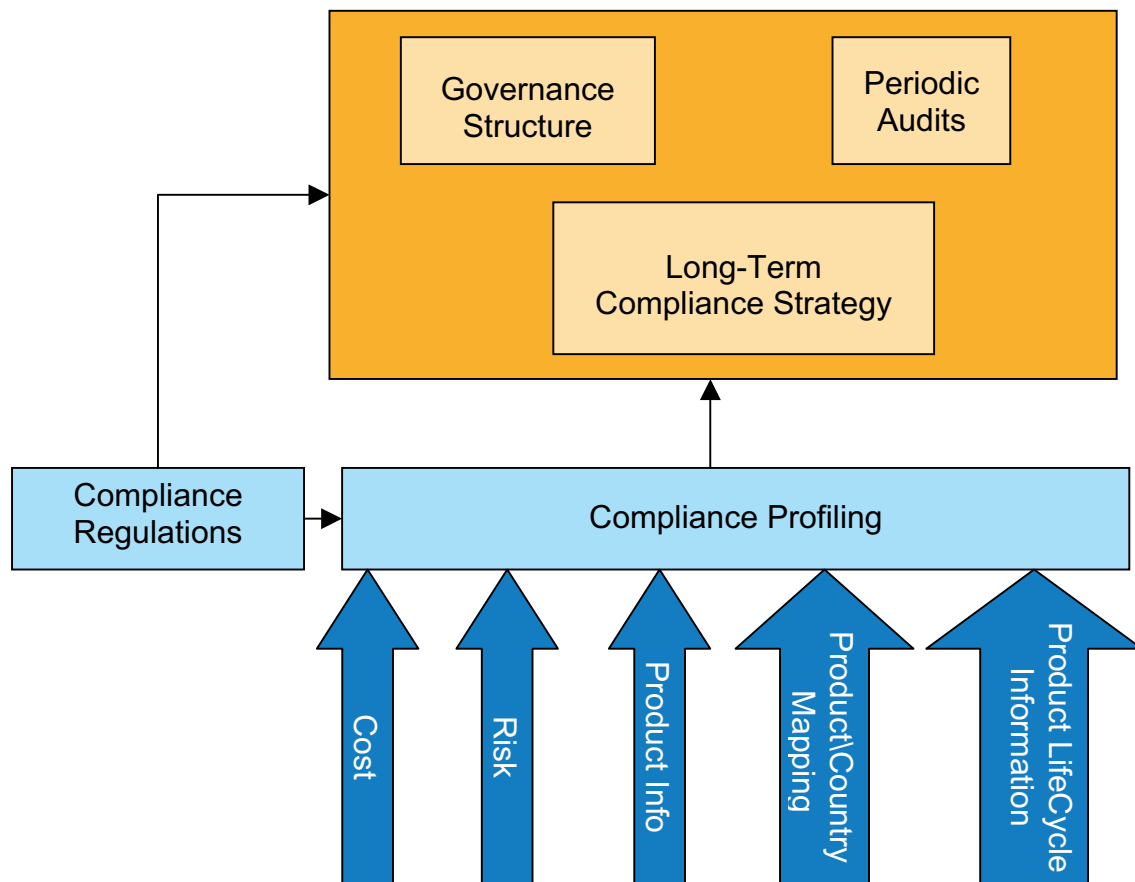 Governance
Structure
Periodic
Audits
Long-Term
Compliance Strategy
Compliance
Regulations
Compliance Profiling
Cost
Risk
Product Info
Product\Country
Mapping
Product LifeCycle
Information